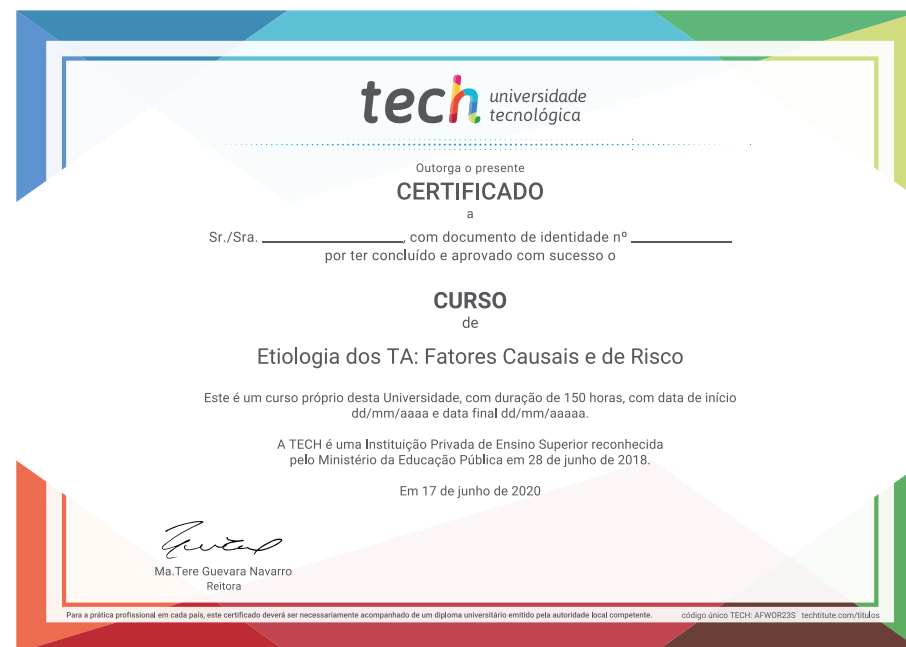 tech universidade
tecnológica
Outorga o presente
CERTIFICADO
a
Sr./Sra. ____________________, com documento de identidade nº ______________
por ter concluído e aprovado com sucesso o
CURSO
de
Etiologia dos TA: Fatores Causais e de Risco
Este é um curso próprio desta Universidade, com duração de 150 horas, com data de início
dd/mm/aaaa e data final dd/mm/aaaaa.
A TECH é uma Instituição Privada de Ensino Superior reconhecida
pelo Ministério da Educação Pública em 28 de junho de 2018.
Em 17 de junho de 2020
Ma.Tere Guevara Navarro
Reitora
Para a prática profissional em cada país, este certificado deverá ser necessariamente acompanhado de um diploma universitário emitido pela autoridade local competente. código único TECH: AFWOR23S techtitute.com/titulos